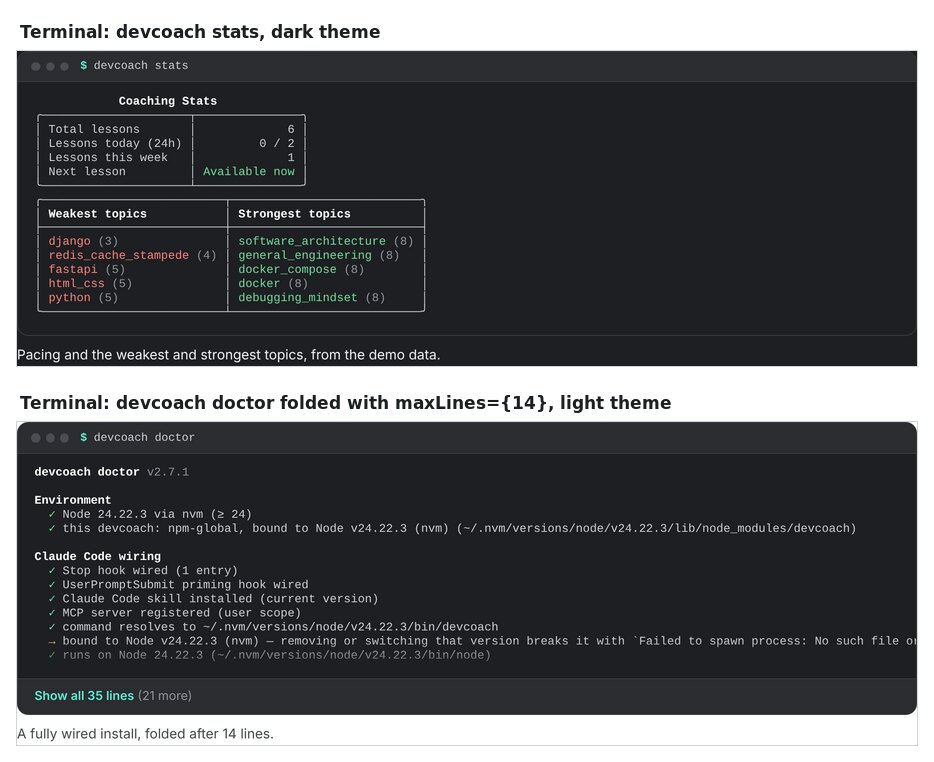 Terminal: devcoach stats, dark theme
$ devcoach stats
Coaching Stats
Total lessons 6
Lessons today (24h) 0 / 2
Lessons this week 1
Next lesson Available now
Weakest topics Strongest topics
django (3) software_architecture (8)
redis_cache_stampede (4) general_engineering (8)
fastapi (5) docker_compose (8)
html_css (5) docker (8)
python (5) debugging_mindset (8)
Pacing and the weakest and strongest topics, from the demo data.
Terminal: devcoach doctor folded with maxLines={14}, light theme
$ devcoach doctor
devcoach doctor v2.7.1
Environment
✓ Node 24.22.3 via nvm (≥ 24)
✓ this devcoach: npm-global, bound to Node v24.22.3 (nvm) (~/.nvm/versions/node/v24.22.3/lib/node_modules/devcoach)
Claude Code wiring
✓ Stop hook wired (1 entry)
✓ UserPromptSubmit priming hook wired
✓ Claude Code skill installed (current version)
✓ MCP server registered (user scope)
✓ command resolves to ~/.nvm/versions/node/v24.22.3/bin/devcoach
→ bound to Node v24.22.3 (nvm) — removing or switching that version breaks it with `Failed to spawn process: No such file or
✓ runs on Node 24.22.3 (~/.nvm/versions/node/v24.22.3/bin/node)
Show all 35 lines (21 more)
A fully wired install, folded after 14 lines.